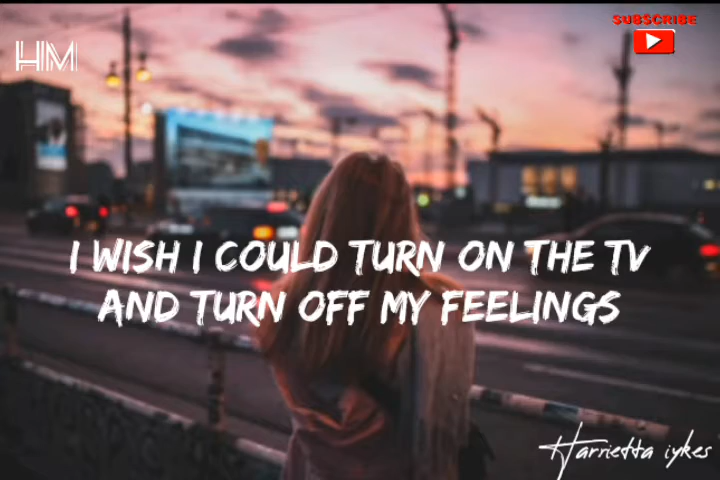 HM
SUBSCRIBE
I WISH I COULD TURN ON THE TV
AND TURN OFF MY FEELINGS
Harrietta iykes